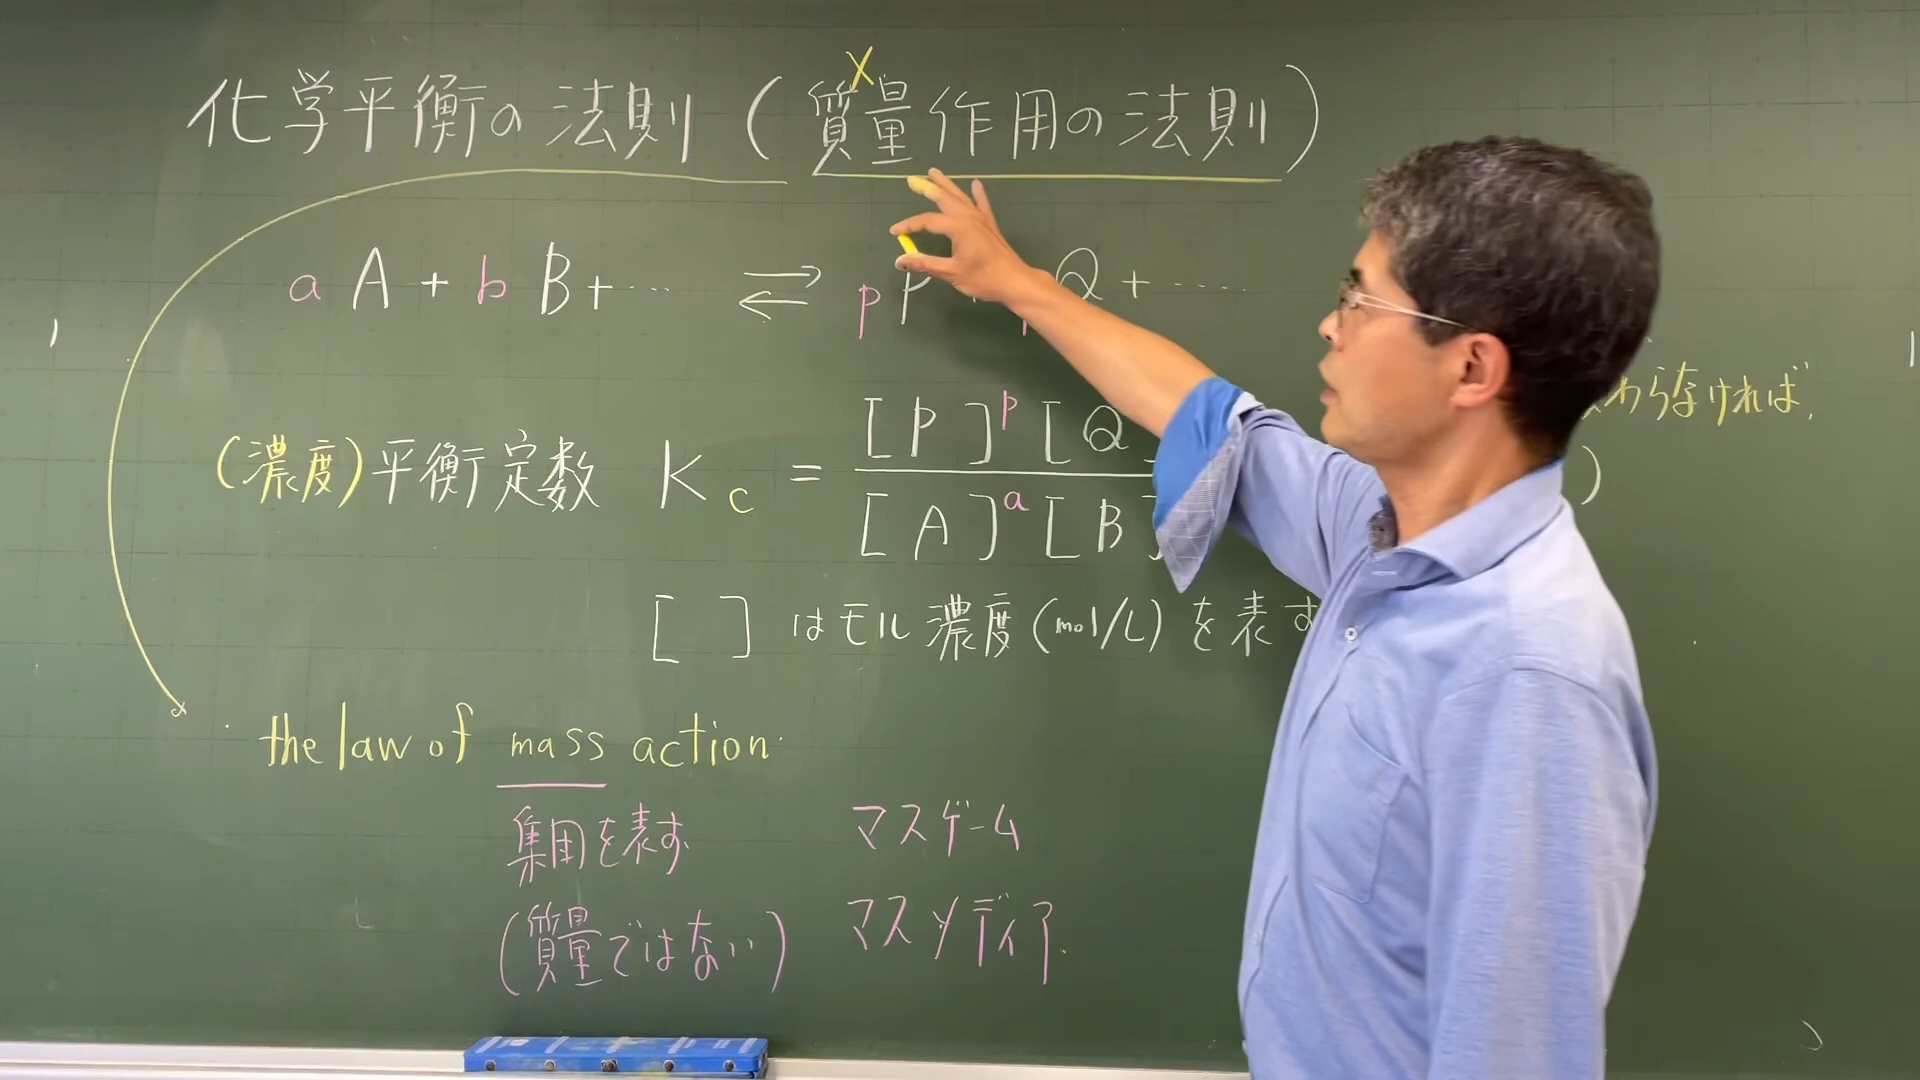 化学平衡の法則(質量作用の法則)
×
aA + bB + … ⇄ pP + Q + ‥‥
わらなければ,
(濃度)平衡定数 Kc = [P]^p [Q / [A]^a [B]
)
[ ] はモル濃度(mol/L)を表す
the law of mass action.
集団を表す マスゲーム
(質量ではない) マスメディア.